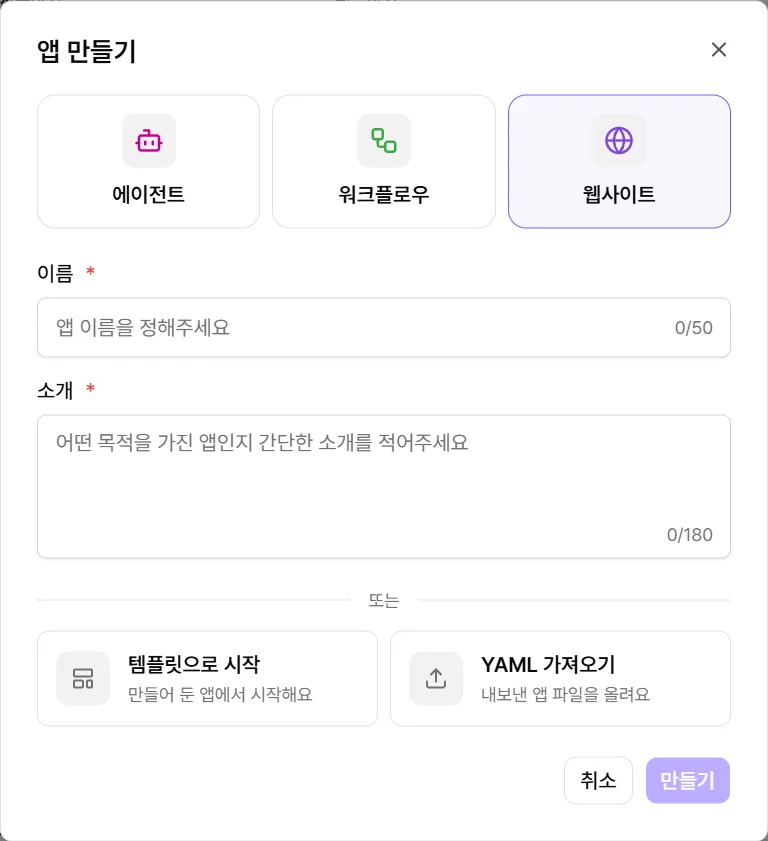 앱 만들기
에이전트
워크플로우
웹사이트
이름 *
앱 이름을 정해주세요
0/50
소개 *
어떤 목적을 가진 앱인지 간단한 소개를 적어주세요
0/180
또는
템플릿으로 시작
만들어 둔 앱에서 시작해요
YAML 가져오기
내보낸 앱 파일을 올려요
취소
만들기